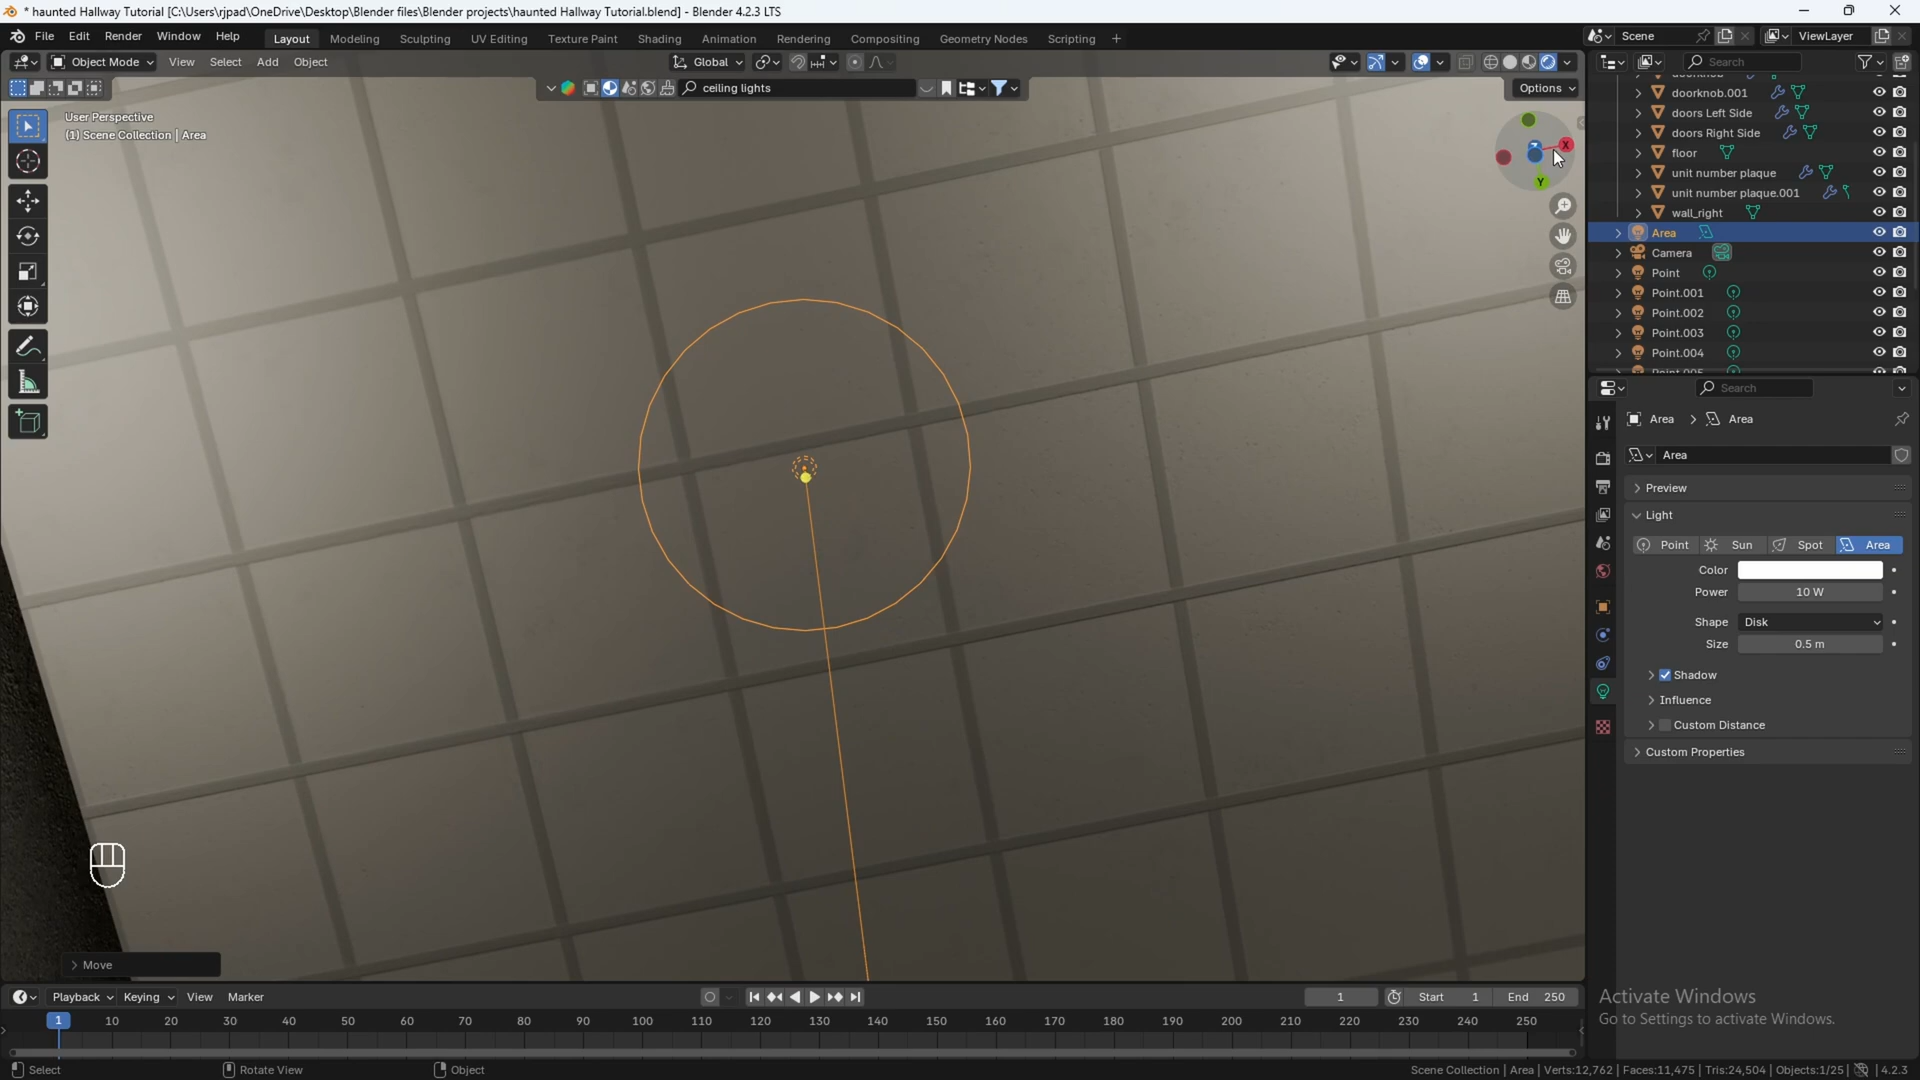 * haunted Hallway Tutorial [C:\Users\rjpad\OneDrive\Desktop\Blender files\Blender projects\haunted Hallway Tutorial.blend] - Blender 4.2.3 LTS
File Edit Render Window Help Layout Modeling Sculpting UV Editing Texture Paint Shading Animation Rendering Compositing Geometry Nodes Scripting + Scene ViewLayer
Object Mode View Select Add Object Global Search
ceiling lights Options
User Perspective
(1) Scene Collection | Area
X
Y
doorknob.001
doors Left Side
doors Right Side
floor
unit number plaque
unit number plaque.001
wall_right
Area
Camera
Point
Point.001
Point.002
Point.003
Point.004
Point.005
Search
Area Area
Area
Preview
Light
Point Sun Spot Area
Color
Power 10 W
Shape Disk
Size 0.5 m
Shadow
Influence
Custom Distance
Custom Properties
Move
Activate Windows
Go to Settings to activate Windows.
Playback Keying View Marker 1 Start 1 End 250
1 10 20 30 40 50 60 70 80 90 100 110 120 130 140 150 160 170 180 190 200 210 220 230 240 250
Select Rotate View Object Scene Collection | Area | Verts:12,762 | Faces:11,475 | Tris:24,504 | Objects:1/25 | 4.2.3